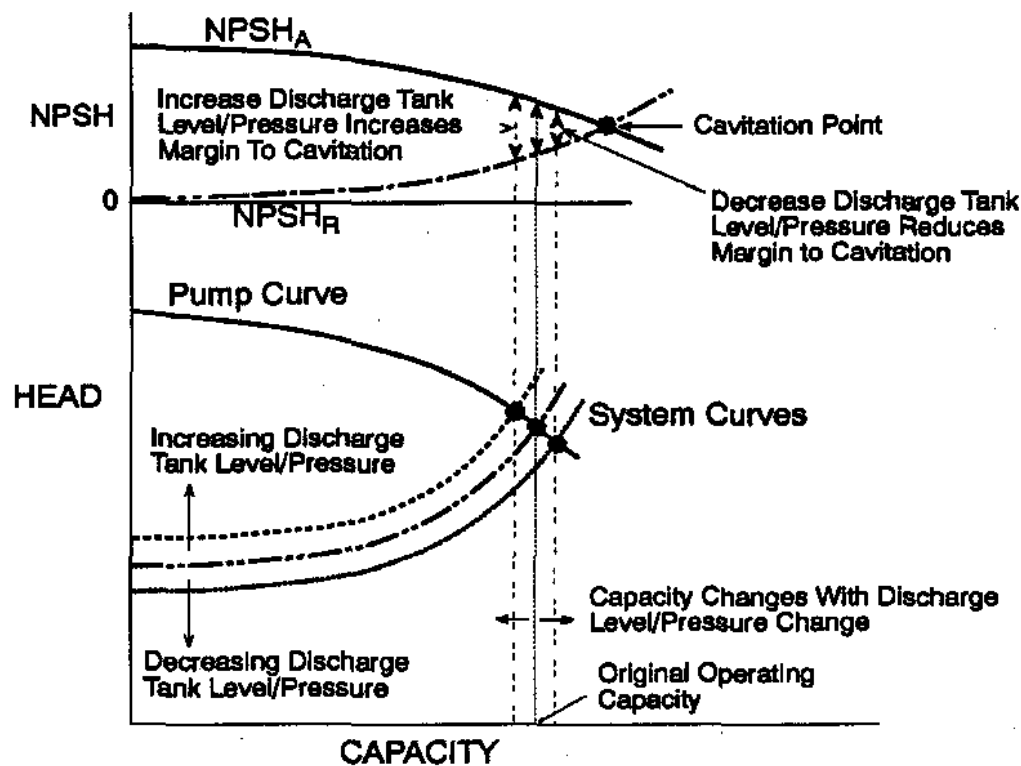 NPSHA
NPSH
Increase Discharge Tank
Level/Pressure Increases
Margin To Cavitation
Cavitation Point
0
NPSHR
Decrease Discharge Tank
Level/Pressure Reduces
Margin to Cavitation
Pump Curve
HEAD
System Curves
Increasing Discharge
Tank Level/Pressure
Capacity Changes With Discharge
Level/Pressure Change
Decreasing Discharge
Tank Level/Pressure
Original Operating
Capacity
CAPACITY